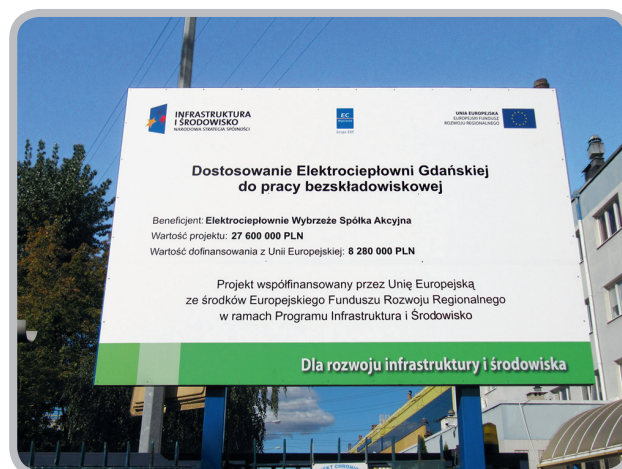 INFRASTRUKTURA
I ŚRODOWISKO
NARODOWA STRATEGIA SPÓJNOŚCI
EC
Grupa EDF
UNIA EUROPEJSKA
EUROPEJSKI FUNDUSZ
ROZWOJU REGIONALNEGO
Dostosowanie Elektrociepłowni Gdańskiej
do pracy bezskładowiskowej
Beneficjent: Elektrociepłownie Wybrzeże Spółka Akcyjna
Wartość projektu: 27 600 000 PLN
Wartość dofinansowania z Unii Europejskiej: 8 280 000 PLN
Projekt współfinansowany przez Unię Europejską
ze środków Europejskiego Funduszu Rozwoju Regionalnego
w ramach Programu Infrastruktura i Środowisko
Dla rozwoju infrastruktury i środowiska